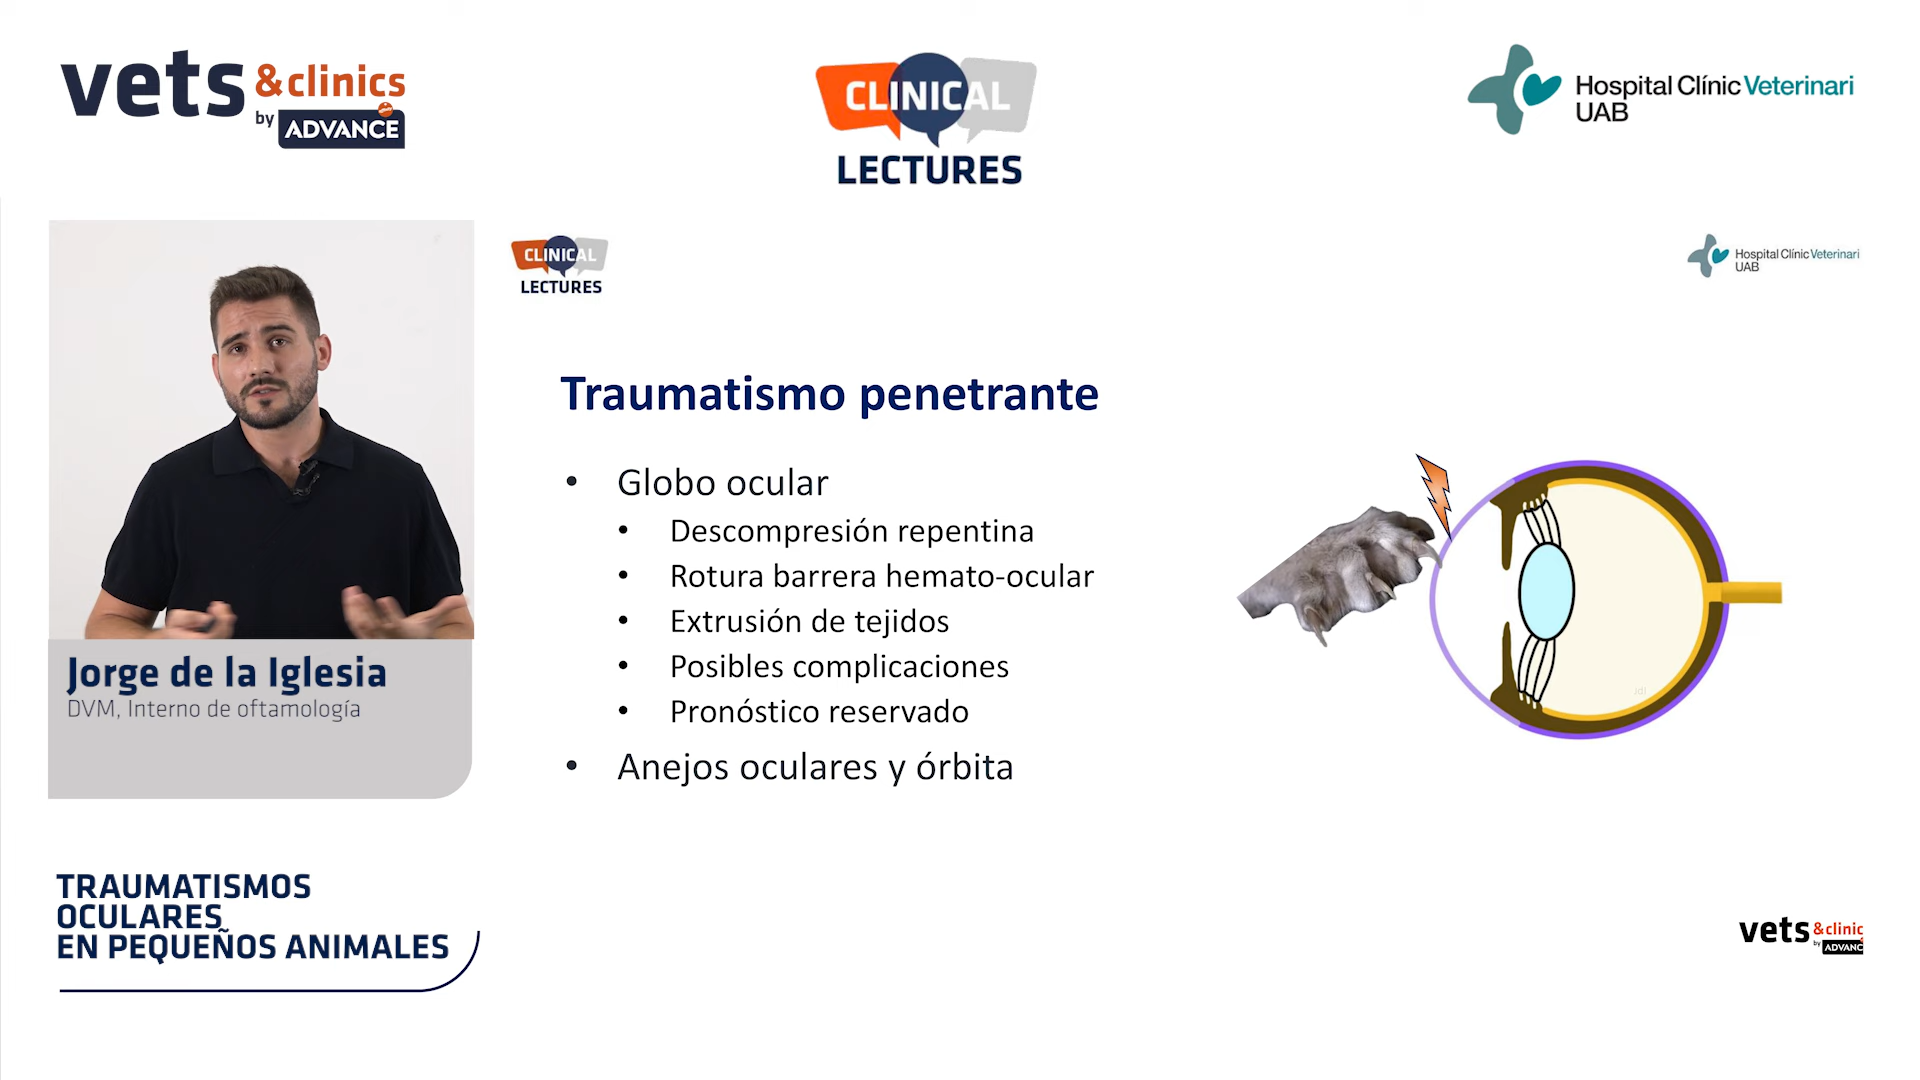 vets &clinics
by ADVANCE
CLINICAL
LECTURES
Hospital Clínic Veterinari
UAB
CLINICAL
LECTURES
Hospital Clínic Veterinari
UAB
Traumatismo penetrante
• Globo ocular
• Descompresión repentina
• Rotura barrera hemato-ocular
• Extrusión de tejidos
• Posibles complicaciones
• Pronóstico reservado
• Anejos oculares y órbita
Jorge de la Iglesia
DVM, Interno de oftamología
TRAUMATISMOS
OCULARES
EN PEQUEÑOS ANIMALES
vets &clinic
by ADVANC